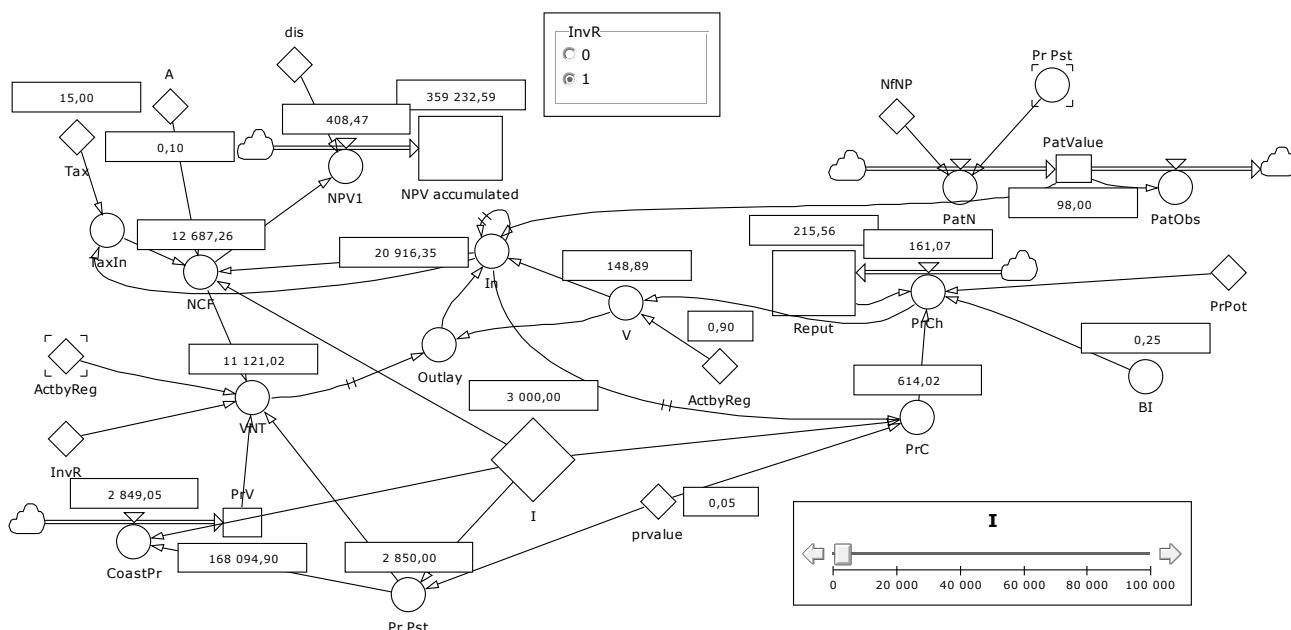 dis
InvR
0
1
Pr Pst
A
15,00
359 232,59
NfNP
408,47
PatValue
0,10
Tax
NPV1
NPV accumulated
PatN
98,00
PatObs
12 687,26
215,56
161,07
20 916,35
148,89
TaxIn
In
NCF
PrPot
Reput
PrCh
0,90
V
0,25
11 121,02
Outlay
ActbyReg
614,02
ActbyReg
3 000,00
BI
VNT
PrC
InvR
2 849,05
PrV
0,05
I
I
prvalue
168 094,90
2 850,00
CoastPr
0 20 000 40 000 60 000 80 000 100 000
Pr Pst